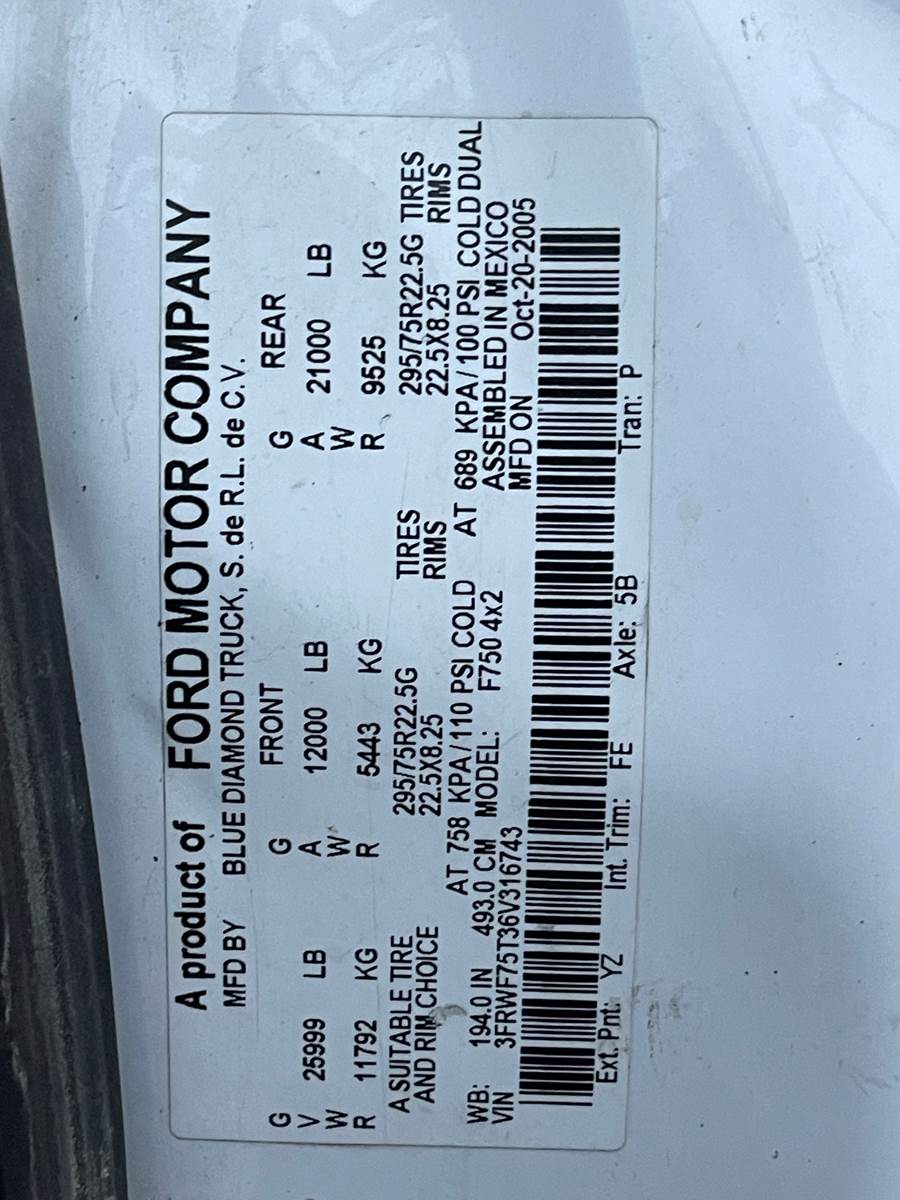 A product of FORD MOTOR COMPANY
MFD BY BLUE DIAMOND TRUCK, S. de R.L. de C.V.
G FRONT G REAR
V 25999 LB A 12000 LB A 21000 LB
W W W
R 11792 KG R 5443 KG R 9525 KG
A SUITABLE TIRE 295/75R22.5G TIRES 295/75R22.5G TIRES
AND RIM CHOICE 22.5X8.25 RIMS 22.5X8.25 RIMS
AT 758 KPA/110 PSI COLD AT 689 KPA/100 PSI COLD DUAL
WB: 194.0 IN 493.0 CM MODEL: F750 4x2 ASSEMBLED IN MEXICO
VIN 3FRWF75T36V316743 MFD ON Oct-20-2005
Ext. Pnt: YZ Int. Trim: FE Axle: 5B Tran: P